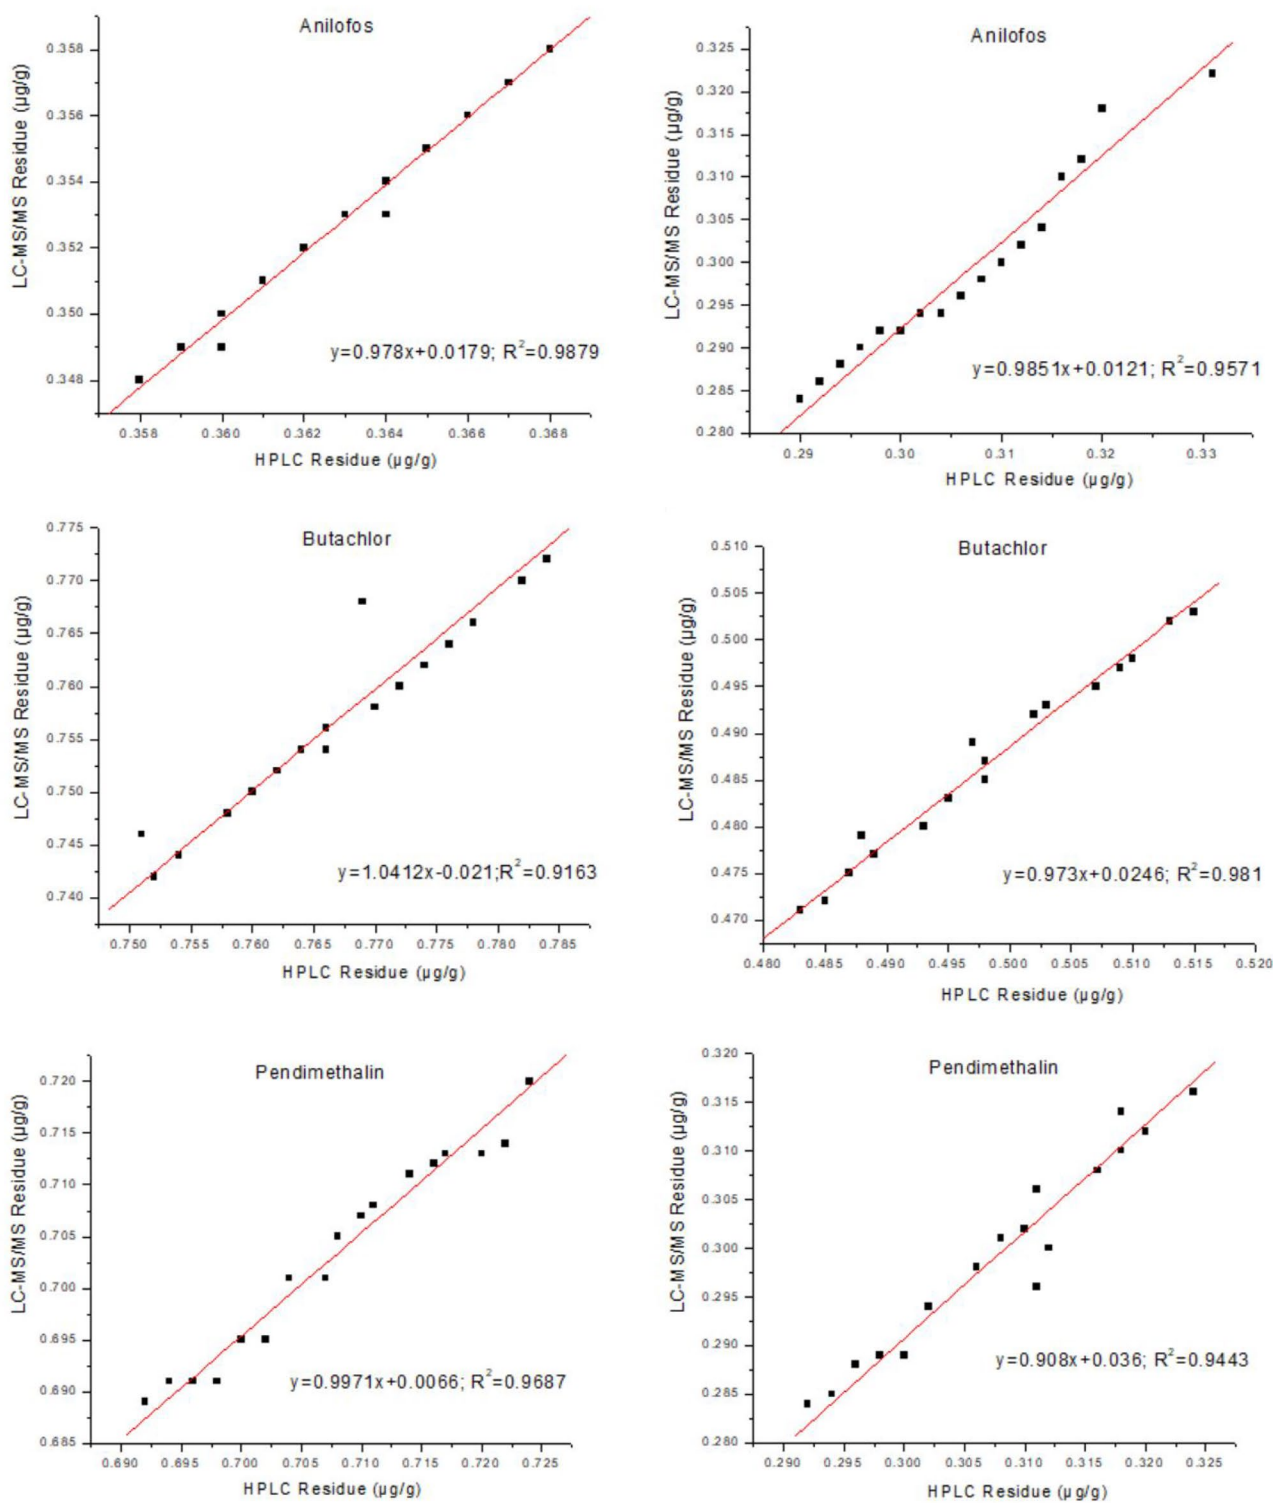 Anilofos
LC-MS/MS Residue (µg/g)
0.358
0.356
0.354
0.352
0.350
0.348
y=0.978x+0.0179; R²=0.9879
0.358 0.360 0.362 0.364 0.366 0.368
HPLC Residue (µg/g)
Anilofos
LC-MS/MS Residue (µg/g)
0.325
0.320
0.315
0.310
0.305
0.300
0.295
0.290
0.285
0.280
y=0.9851x+0.0121; R²=0.9571
0.29 0.30 0.31 0.32 0.33
HPLC Residue (µg/g)
Butachlor
LC-MS/MS Residue (µg/g)
0.775
0.770
0.765
0.760
0.755
0.750
0.745
0.740
y=1.0412x-0.021;R²=0.9163
0.750 0.755 0.760 0.765 0.770 0.775 0.780 0.785
HPLC Residue (µg/g)
Butachlor
LC-MS/MS Residue (µg/g)
0.510
0.505
0.500
0.495
0.490
0.485
0.480
0.475
0.470
y=0.973x+0.0246; R²=0.981
0.480 0.485 0.490 0.495 0.500 0.505 0.510 0.515 0.520
HPLC Residue (µg/g)
Pendimethalin
LC-MS/MS Residue (µg/g)
0.720
0.715
0.710
0.705
0.700
0.695
0.690
0.685
y=0.9971x+0.0066; R²=0.9687
0.690 0.695 0.700 0.705 0.710 0.715 0.720 0.725
HPLC Residue (µg/g)
Pendimethalin
LC-MS/MS Residue (µg/g)
0.320
0.315
0.310
0.305
0.300
0.295
0.290
0.285
0.280
y=0.908x+0.036; R²=0.9443
0.290 0.295 0.300 0.305 0.310 0.315 0.320 0.325
HPLC Residue (µg/g)